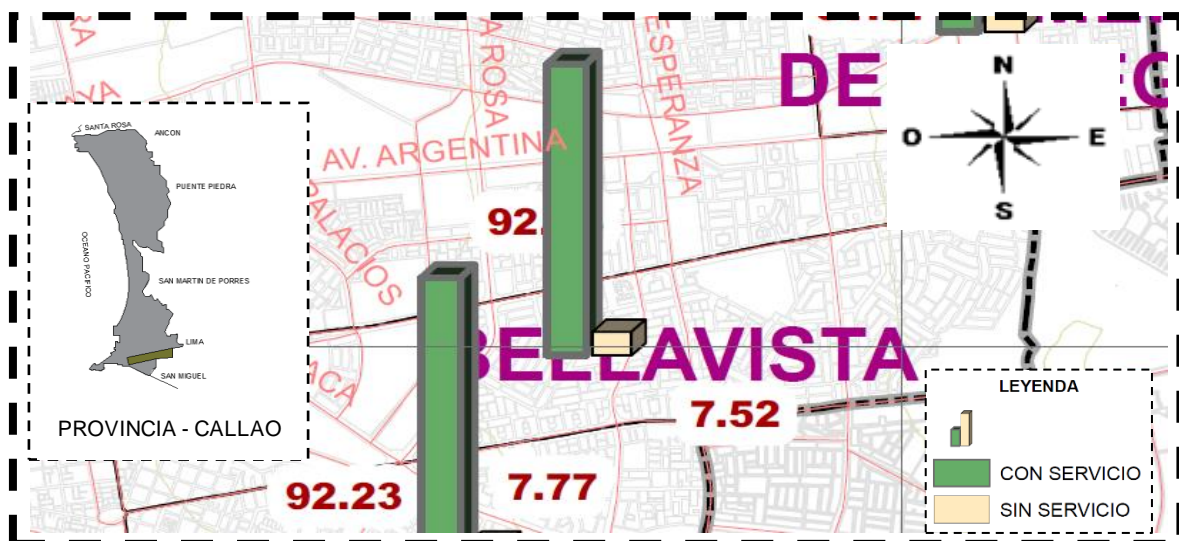 DE
N
O
E
S
A ROSA
ESPERANZA
AV. ARGENTINA
PALACIOS
SANTA ROSA
ANCON
PUENTE PIEDRA
OCEANO PACIFICO
SAN MARTIN DE PORRES
LIMA
SAN MIGUEL
PROVINCIA - CALLAO
92.
BELLAVISTA
7.52
92.23
7.77
LEYENDA
CON SERVICIO
SIN SERVICIO